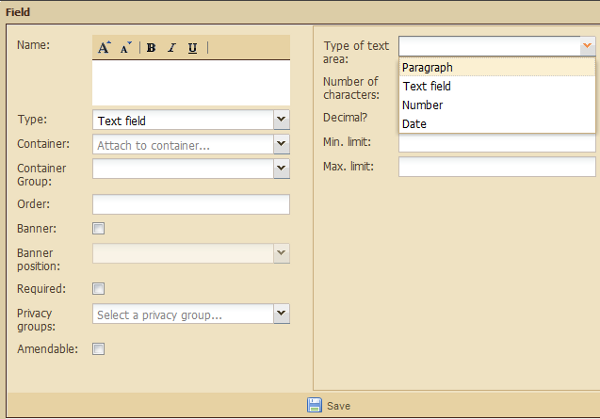 Field
Name:
A A B I U
Type:
Text field
Container:
Attach to container...
Container
Group:
Order:
Banner:
Banner
position:
Required:
Privacy
groups:
Select a privacy group...
Amendable:
Type of text
area:
Paragraph
Text field
Number
Date
Number of
characters:
Decimal?
Min. limit:
Max. limit:
Save